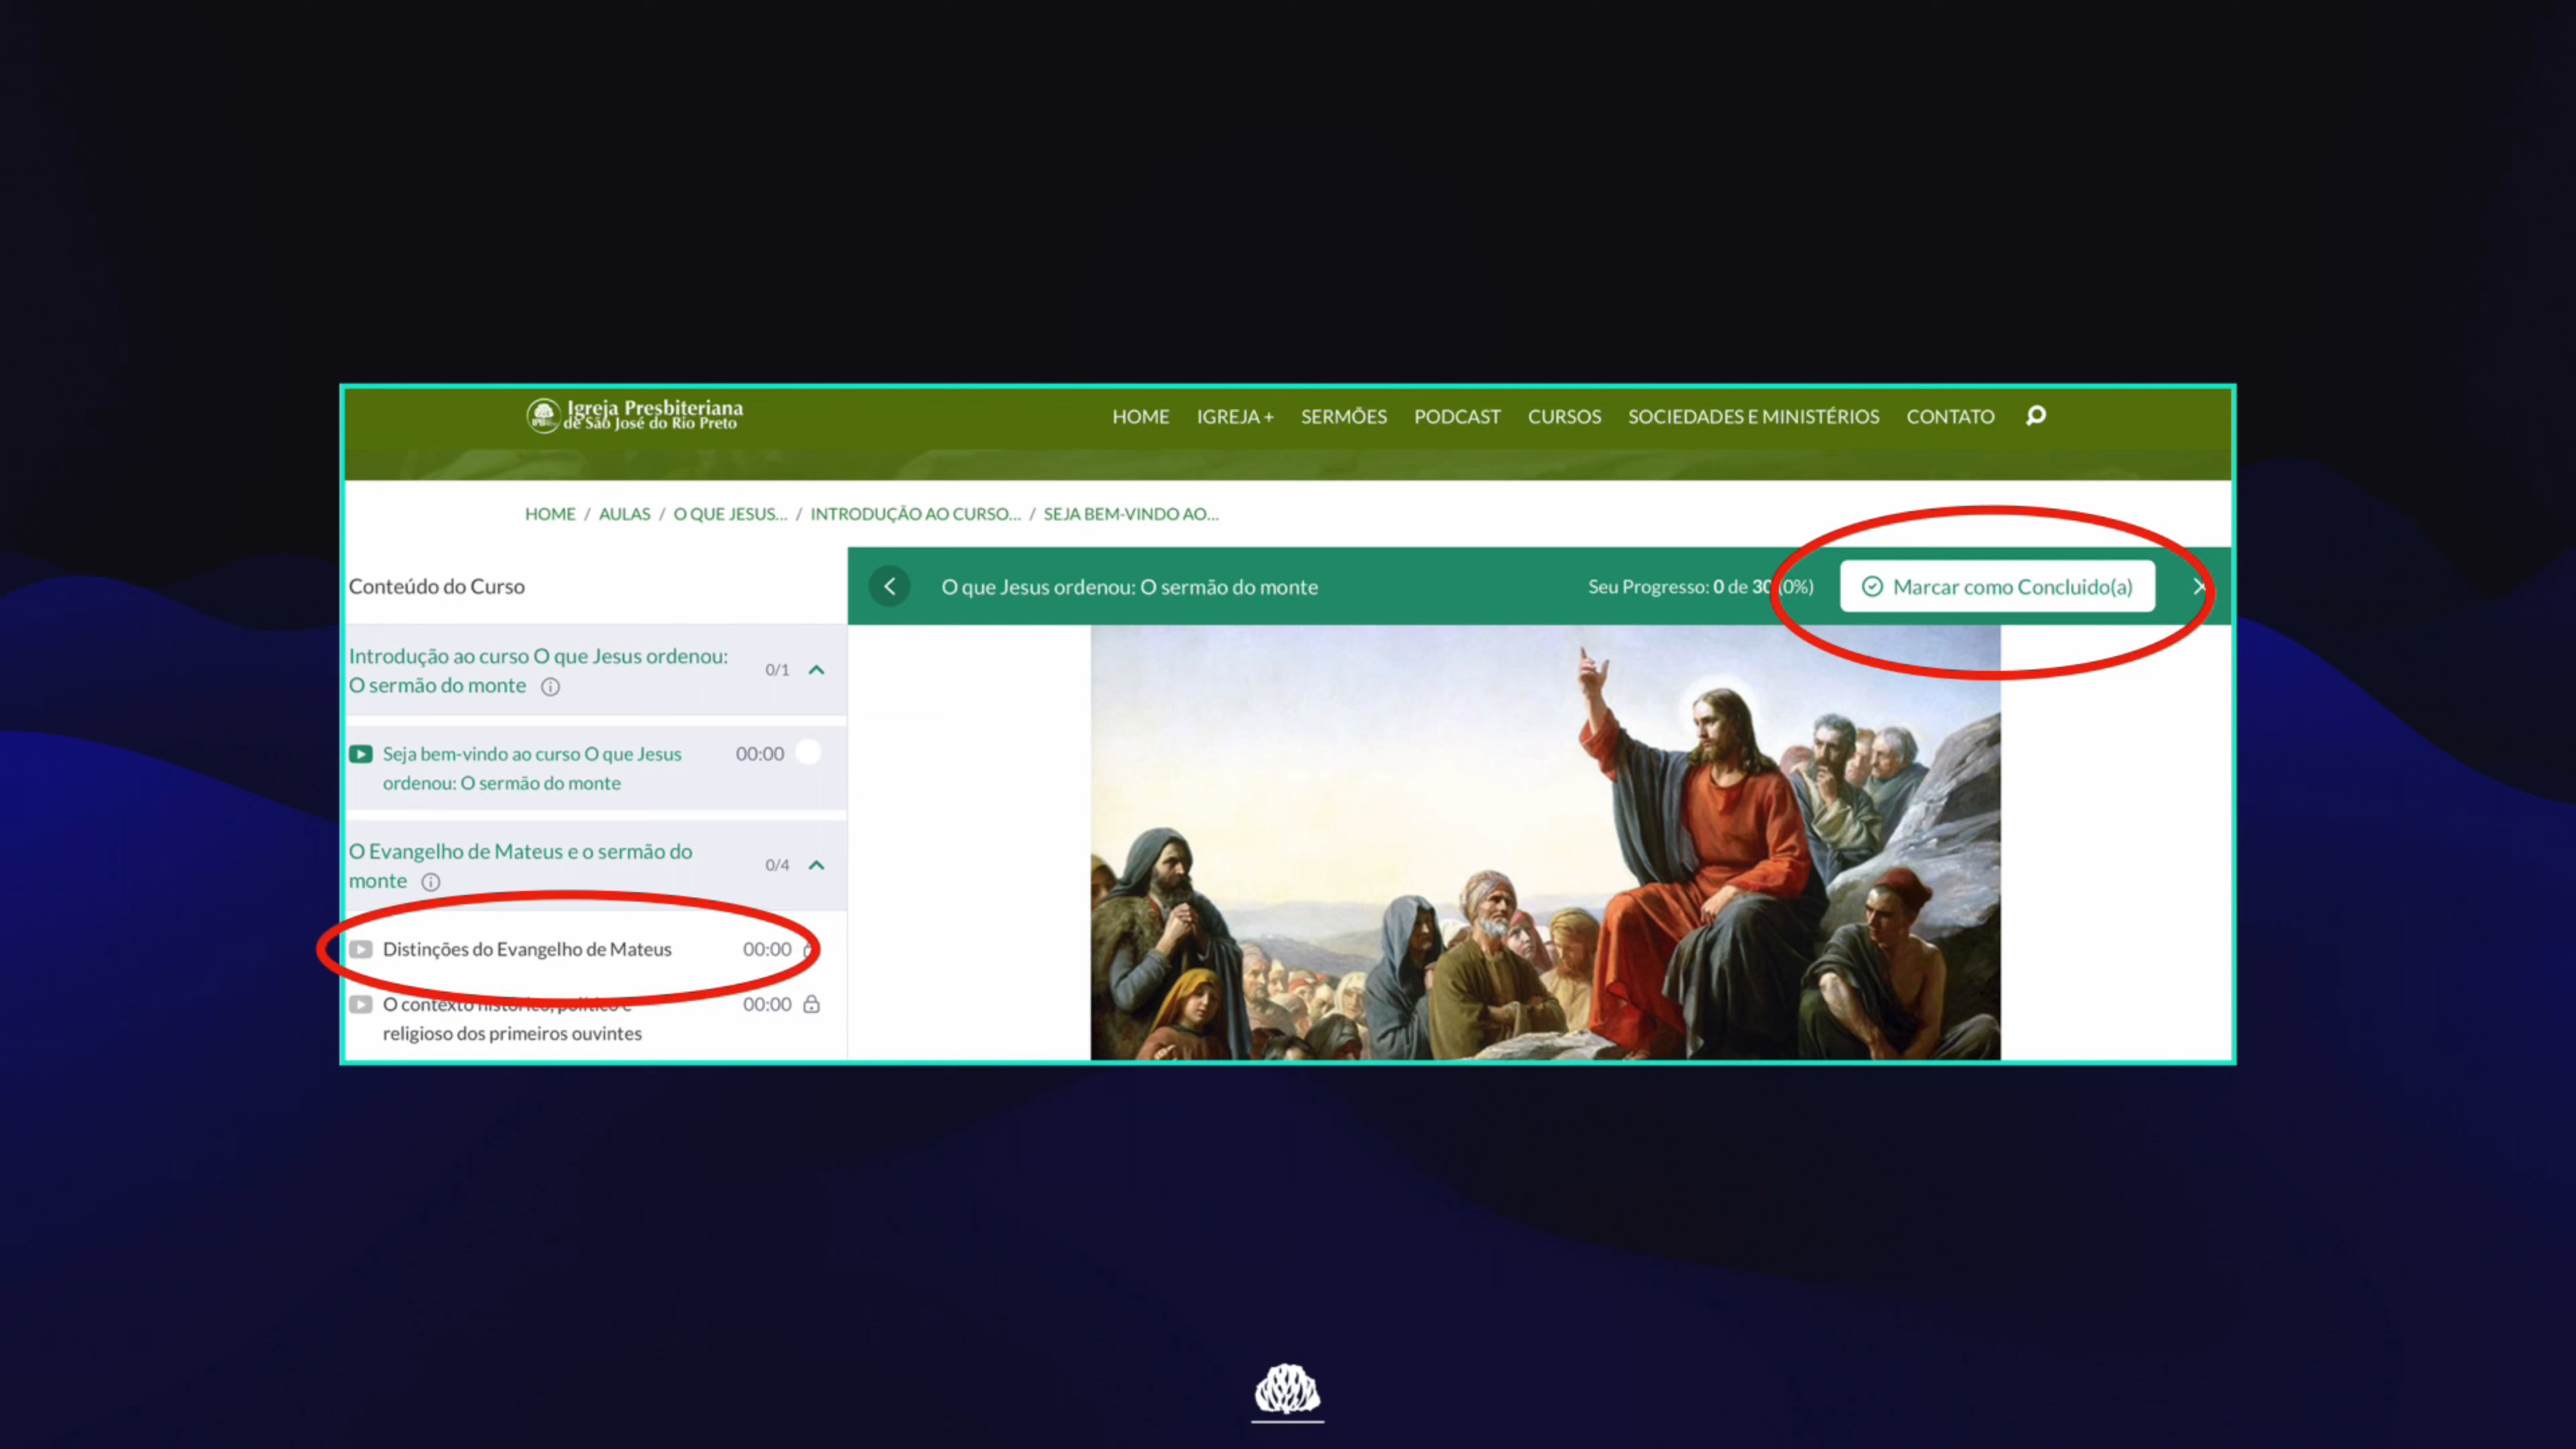 Igreja Presbiteriana
de São José do Rio Preto
HOME IGREJA + SERMÕES PODCAST CURSOS SOCIEDADES E MINISTÉRIOS CONTATO
HOME / AULAS / O QUE JESUS... / INTRODUÇÃO AO CURSO... / SEJA BEM-VINDO AO...
Conteúdo do Curso
O que Jesus ordenou: O sermão do monte
Seu Progresso: 0 de 30 (0%)
Marcar como Concluido(a)
Introdução ao curso O que Jesus ordenou:
O sermão do monte
0/1
Seja bem-vindo ao curso O que Jesus
ordenou: O sermão do monte
00:00
O Evangelho de Mateus e o sermão do
monte
0/4
Distinções do Evangelho de Mateus 00:00
O contexto histórico, político e
religioso dos primeiros ouvintes
00:00